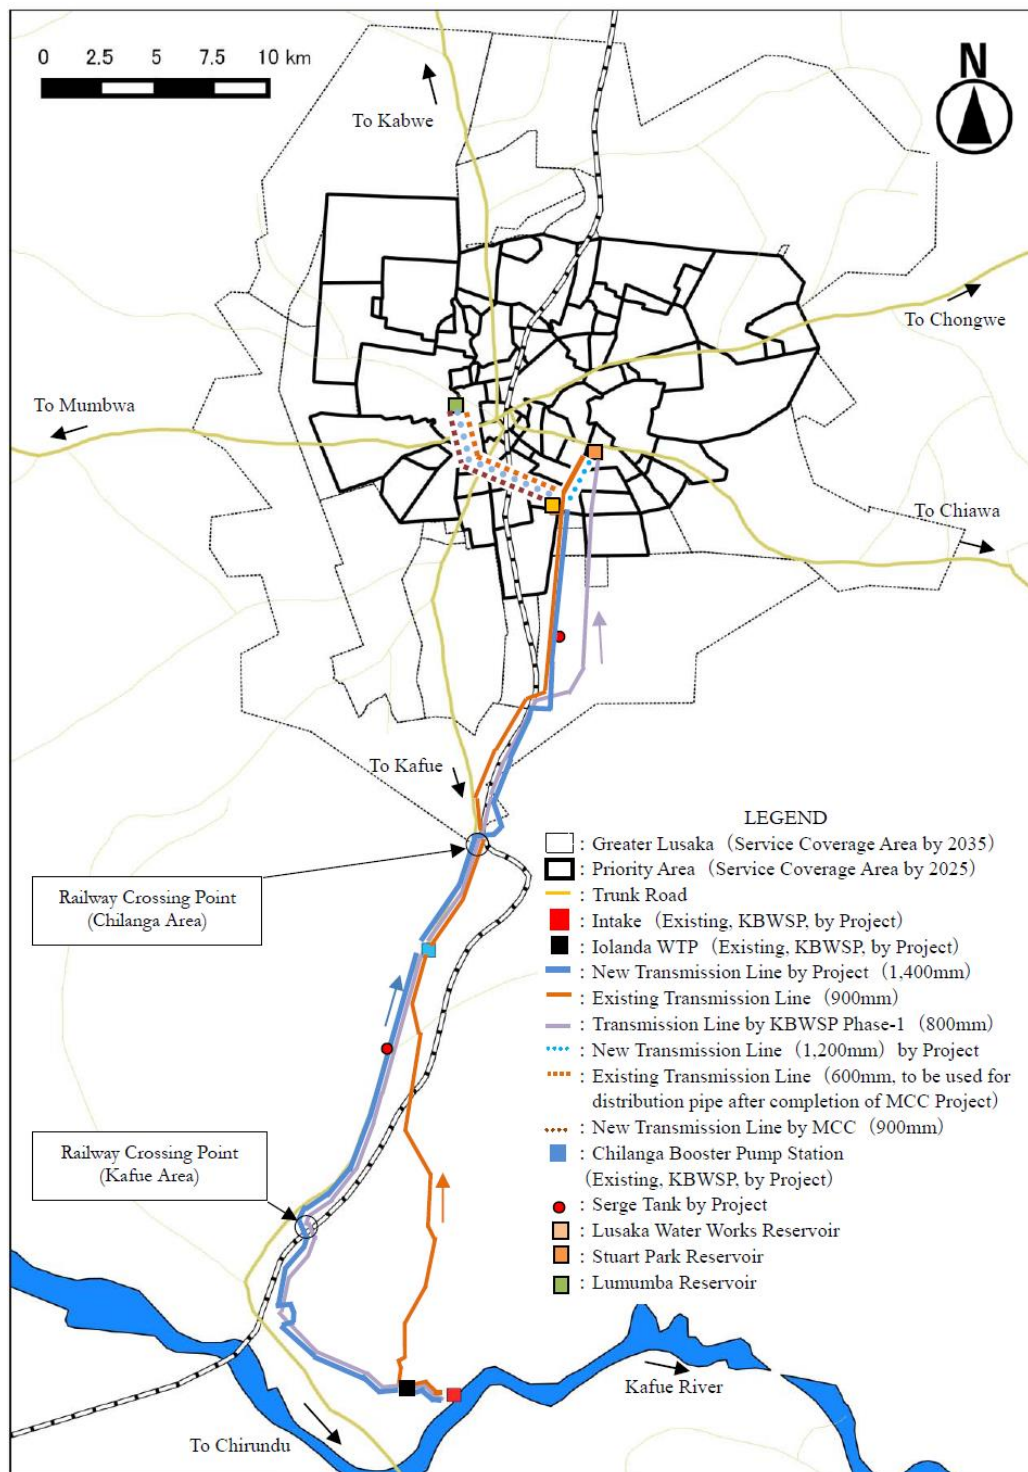 0 2.5 5 7.5 10 km
N
To Kabwe
To Chongwe
To Mumbwa
To Chiawa
To Kafue
LEGEND
: Greater Lusaka (Service Coverage Area by 2035)
: Priority Area (Service Coverage Area by 2025)
: Trunk Road
: Intake (Existing, KBWSP, by Project)
: Iolanda WTP (Existing, KBWSP, by Project)
: New Transmission Line by Project (1,400mm)
: Existing Transmission Line (900mm)
: Transmission Line by KBWSP Phase-1 (800mm)
: New Transmission Line (1,200mm) by Project
: Existing Transmission Line (600mm, to be used for
distribution pipe after completion of MCC Project)
: New Transmission Line by MCC (900mm)
: Chilanga Booster Pump Station
(Existing, KBWSP, by Project)
: Serge Tank by Project
: Lusaka Water Works Reservoir
: Stuart Park Reservoir
: Lumumba Reservoir
Railway Crossing Point
(Chilanga Area)
Railway Crossing Point
(Kafue Area)
Kafue River
To Chirundu